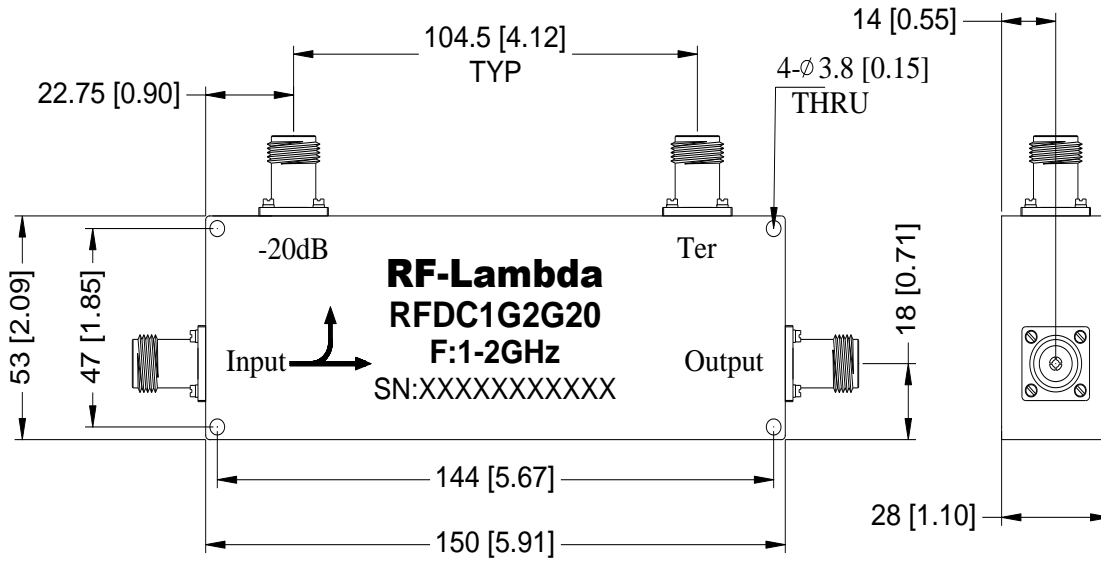 104.5 [4.12]
TYP
14 [0.55]
22.75 [0.90]
4-⌀3.8 [0.15]
THRU
-20dB
Ter
RF-Lambda
RFDC1G2G20
F:1-2GHz
SN:XXXXXXXXXXX
Input
Output
53 [2.09]
47 [1.85]
18 [0.71]
144 [5.67]
150 [5.91]
28 [1.10]